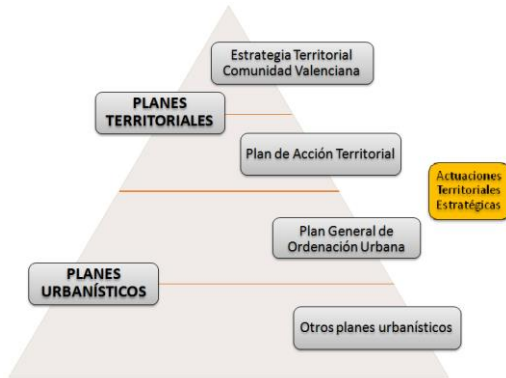 Estrategia Territorial
Comunidad Valenciana
PLANES
TERRITORIALES
Plan de Acción Territorial
Actuaciones
Territoriales
Estratégicas
Plan General de
Ordenación Urbana
PLANES
URBANÍSTICOS
Otros planes urbanísticos